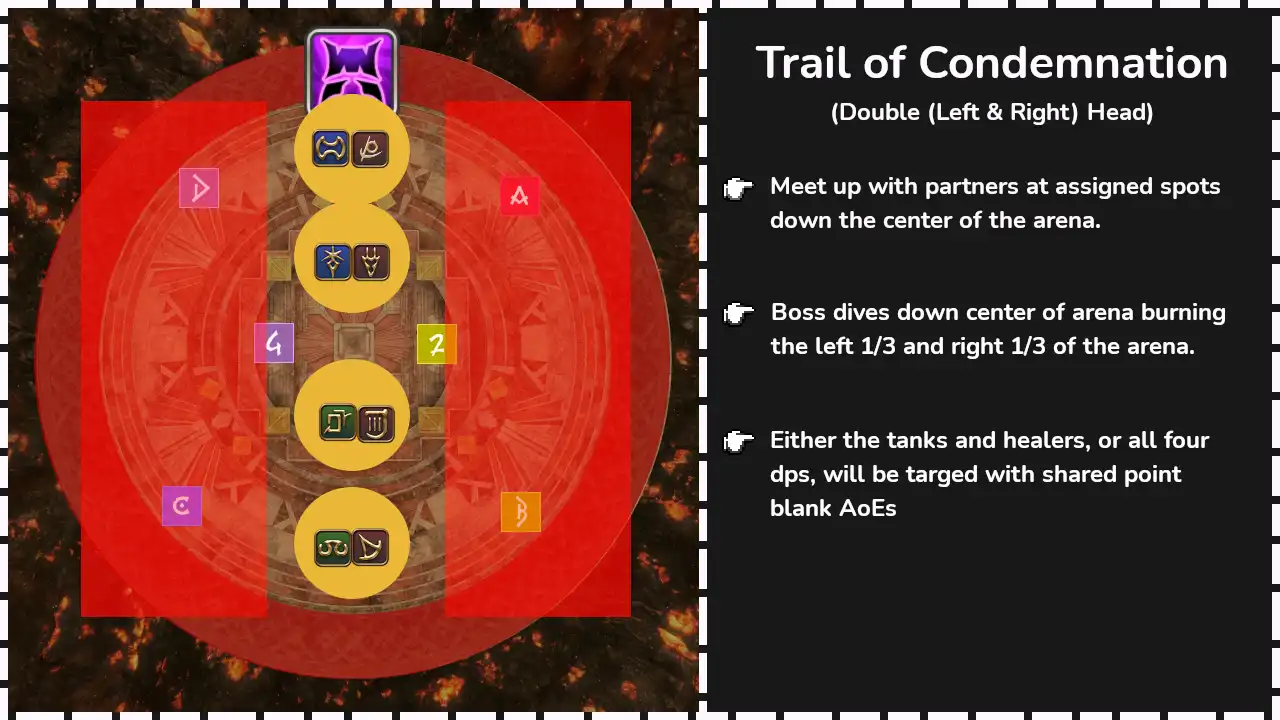 Trail of Condemnation
(Double (Left & Right) Head)
Meet up with partners at assigned spots
down the center of the arena.
Boss dives down center of arena burning
the left 1/3 and right 1/3 of the arena.
Either the tanks and healers, or all four
dps, will be targed with shared point
blank AoEs
D
A
4
2
C
B